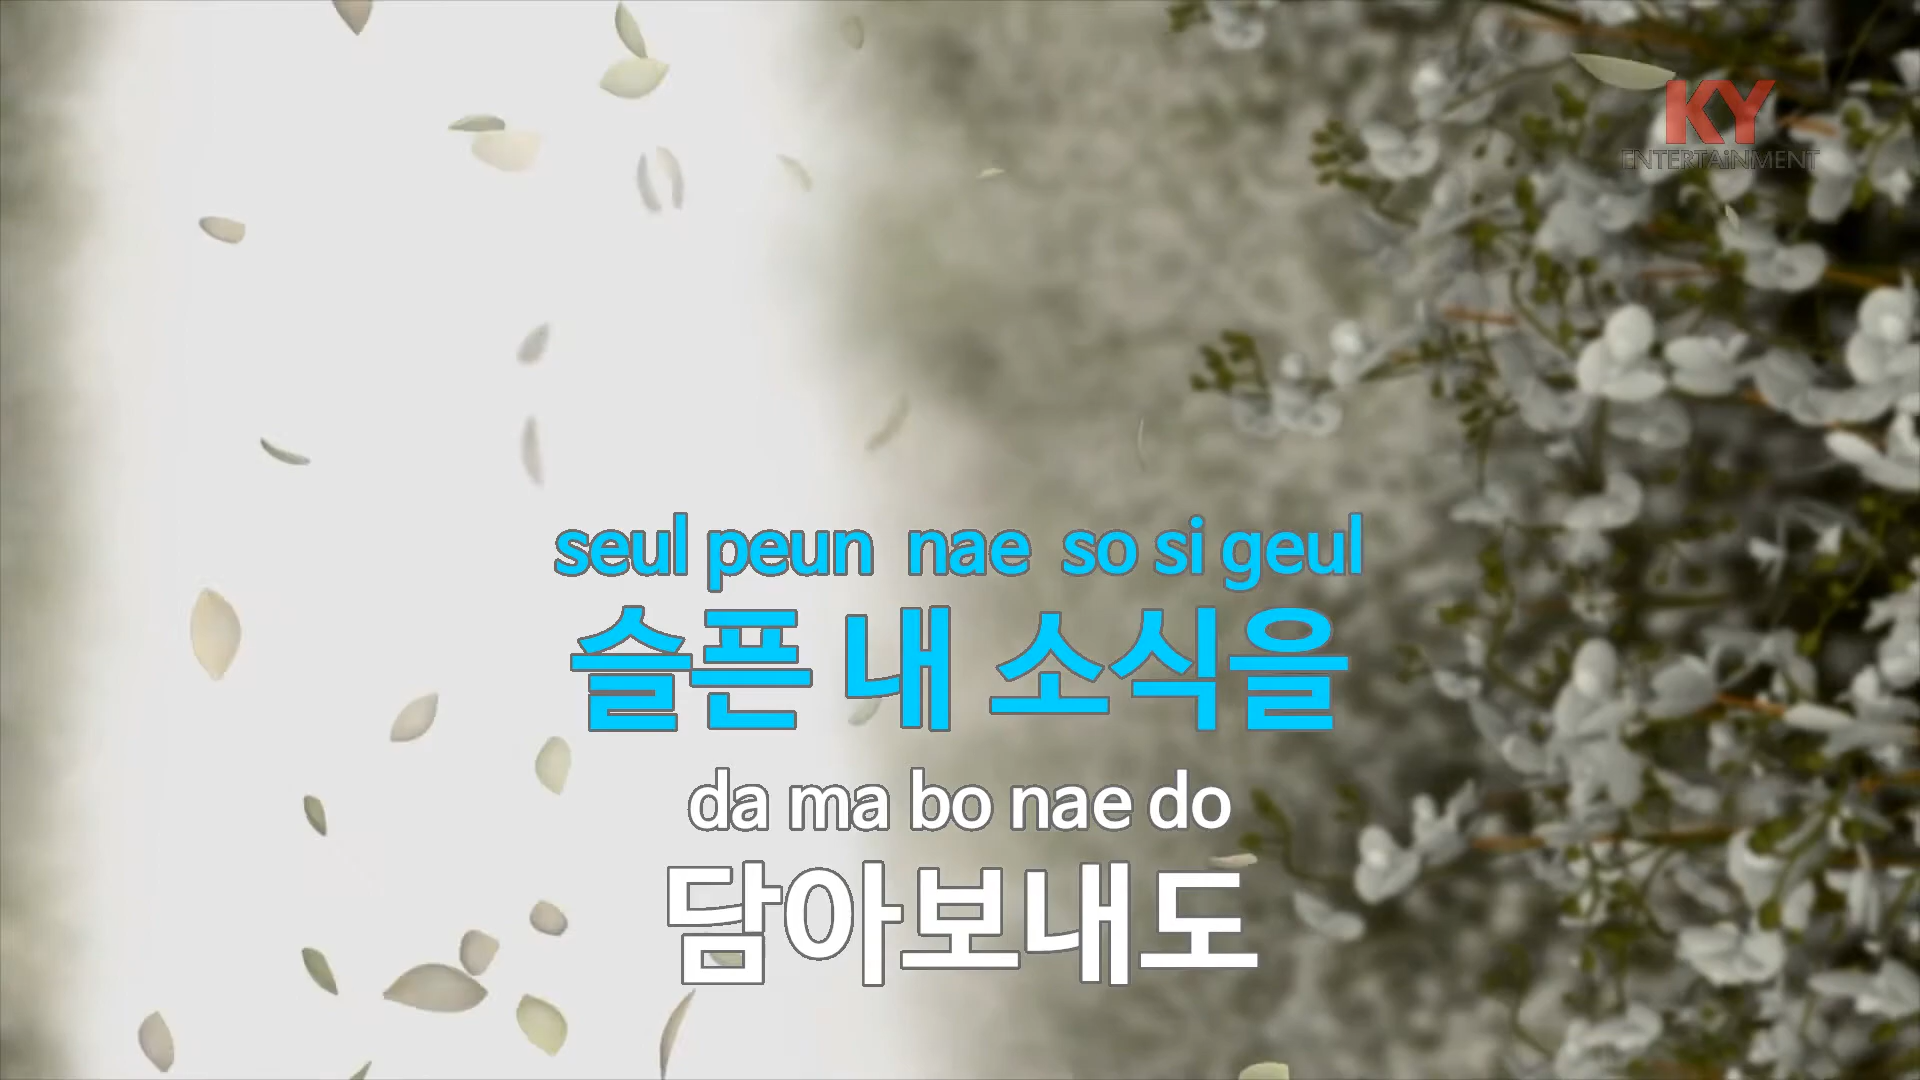 KY
ENTERTAiNMENT
seul peun nae so si geul
슬픈 내 소식을
da ma bo nae do
담아보내도